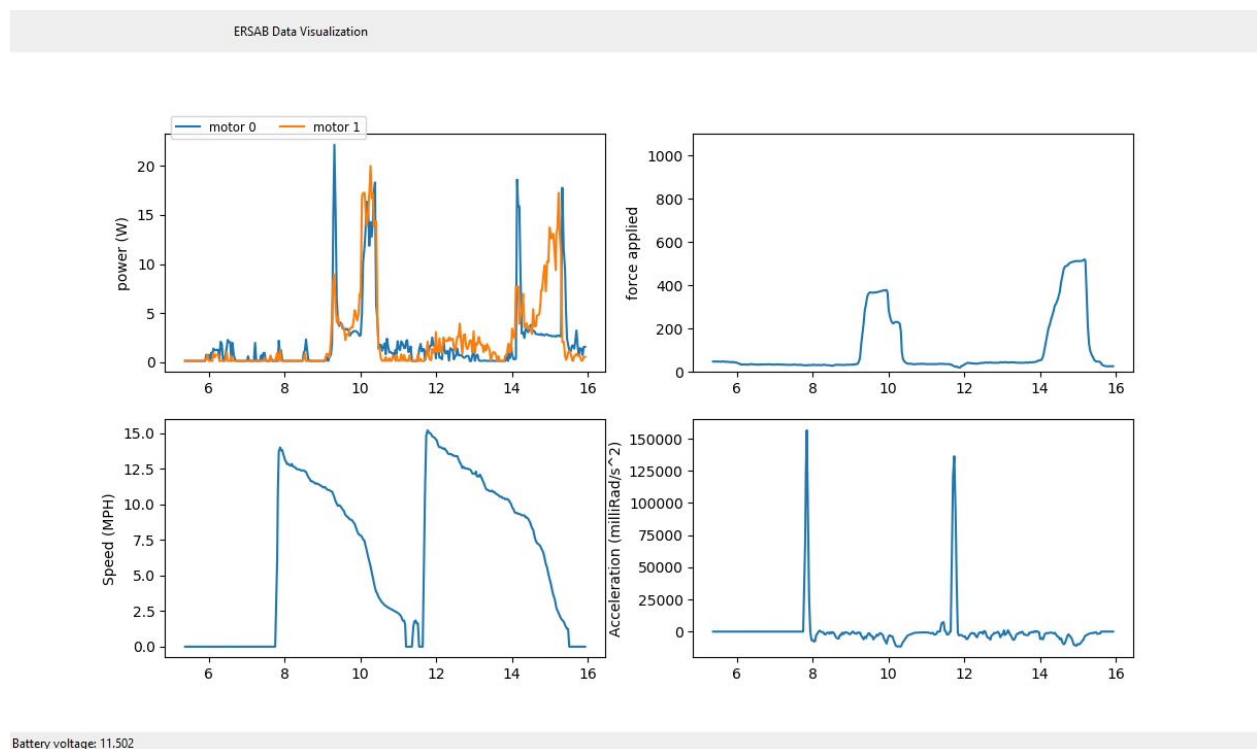 ERSAB Data Visualization
motor 0 motor 1
power (W)
20
15
10
5
0
6 8 10 12 14 16
force applied
1000
800
600
400
200
0
6 8 10 12 14 16
Speed (MPH)
15.0
12.5
10.0
7.5
5.0
2.5
0.0
6 8 10 12 14 16
Acceleration (milliRad/s^2)
150000
125000
100000
75000
50000
25000
0
6 8 10 12 14 16
Battery voltage: 11.502